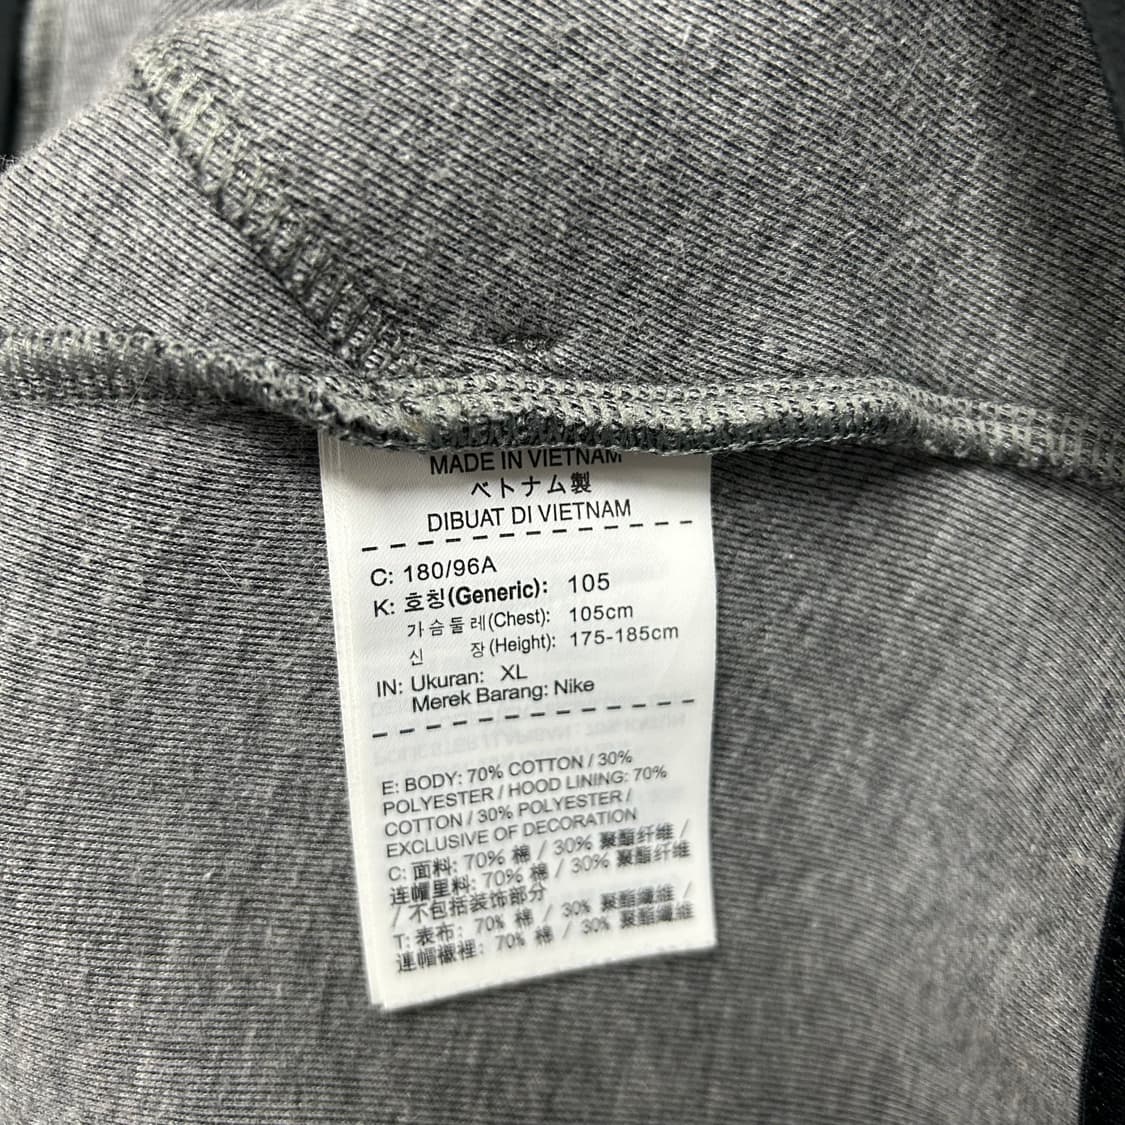 MADE IN VIETNAM
ベトナム製
DIBUAT DI VIETNAM
C: 180/96A
K: 호칭(Generic): 105
가슴둘레(Chest): 105cm
신 장(Height): 175-185cm
IN: Ukuran: XL
Merek Barang: Nike
E: BODY: 70% COTTON / 30%
POLYESTER / HOOD LINING: 70%
COTTON / 30% POLYESTER /
EXCLUSIVE OF DECORATION
C: 面料: 70% 棉 / 30% 聚酯纤维 /
连帽里料: 70% 棉 / 30% 聚酯纤维
/ 不包括装饰部分
T: 表布: 70% 棉 / 30% 聚酯纖維 /
連帽襯裡: 70% 棉 / 30% 聚酯纖維